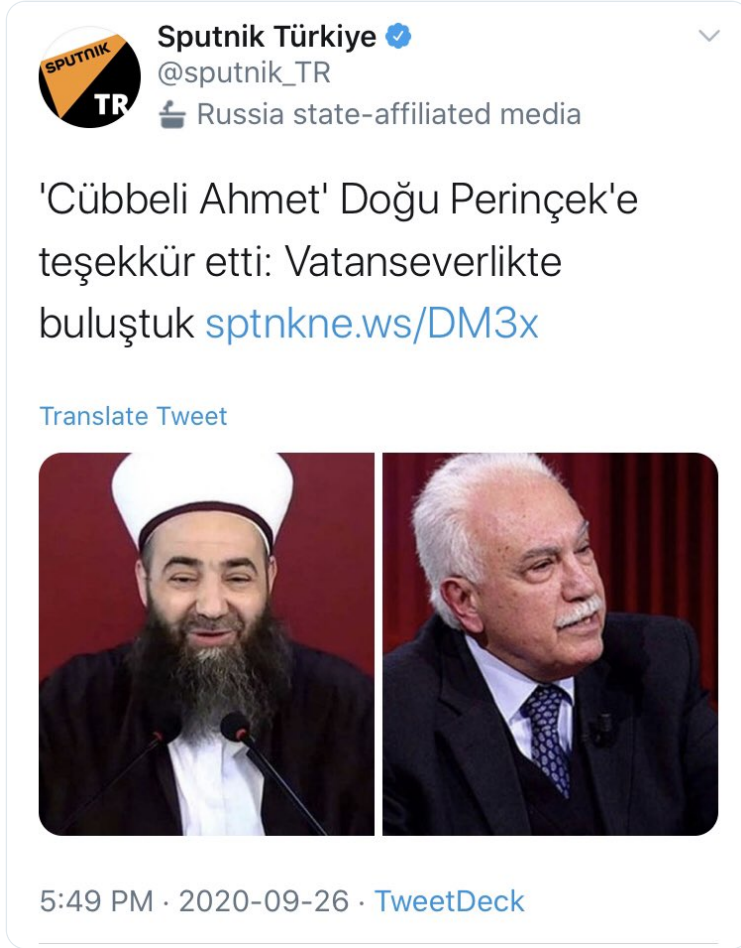 SPUTNIK
TR
Sputnik Türkiye
@sputnik_TR
Russia state-affiliated media
'Cübbeli Ahmet' Doğu Perinçek'e
teşekkür etti: Vatanseverlikte
buluştuk sptnkne.ws/DM3x
Translate Tweet
5:49 PM · 2020-09-26 · TweetDeck